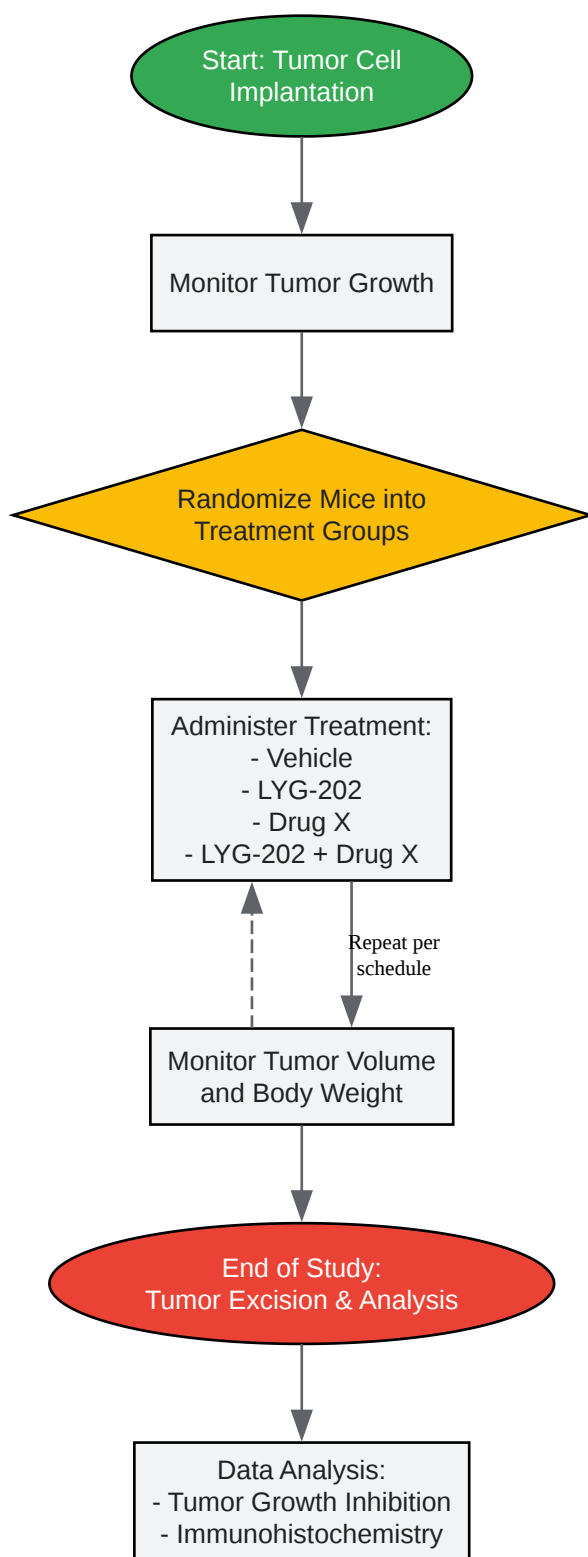 Start: Tumor Cell
Implantation
Monitor Tumor Growth
Randomize Mice into
Treatment Groups
Administer Treatment:
- Vehicle
- LYG-202
- Drug X
- LYG-202 + Drug X
Repeat per
schedule
Monitor Tumor Volume
and Body Weight
End of Study:
Tumor Excision & Analysis
Data Analysis:
- Tumor Growth Inhibition
- Immunohistochemistry